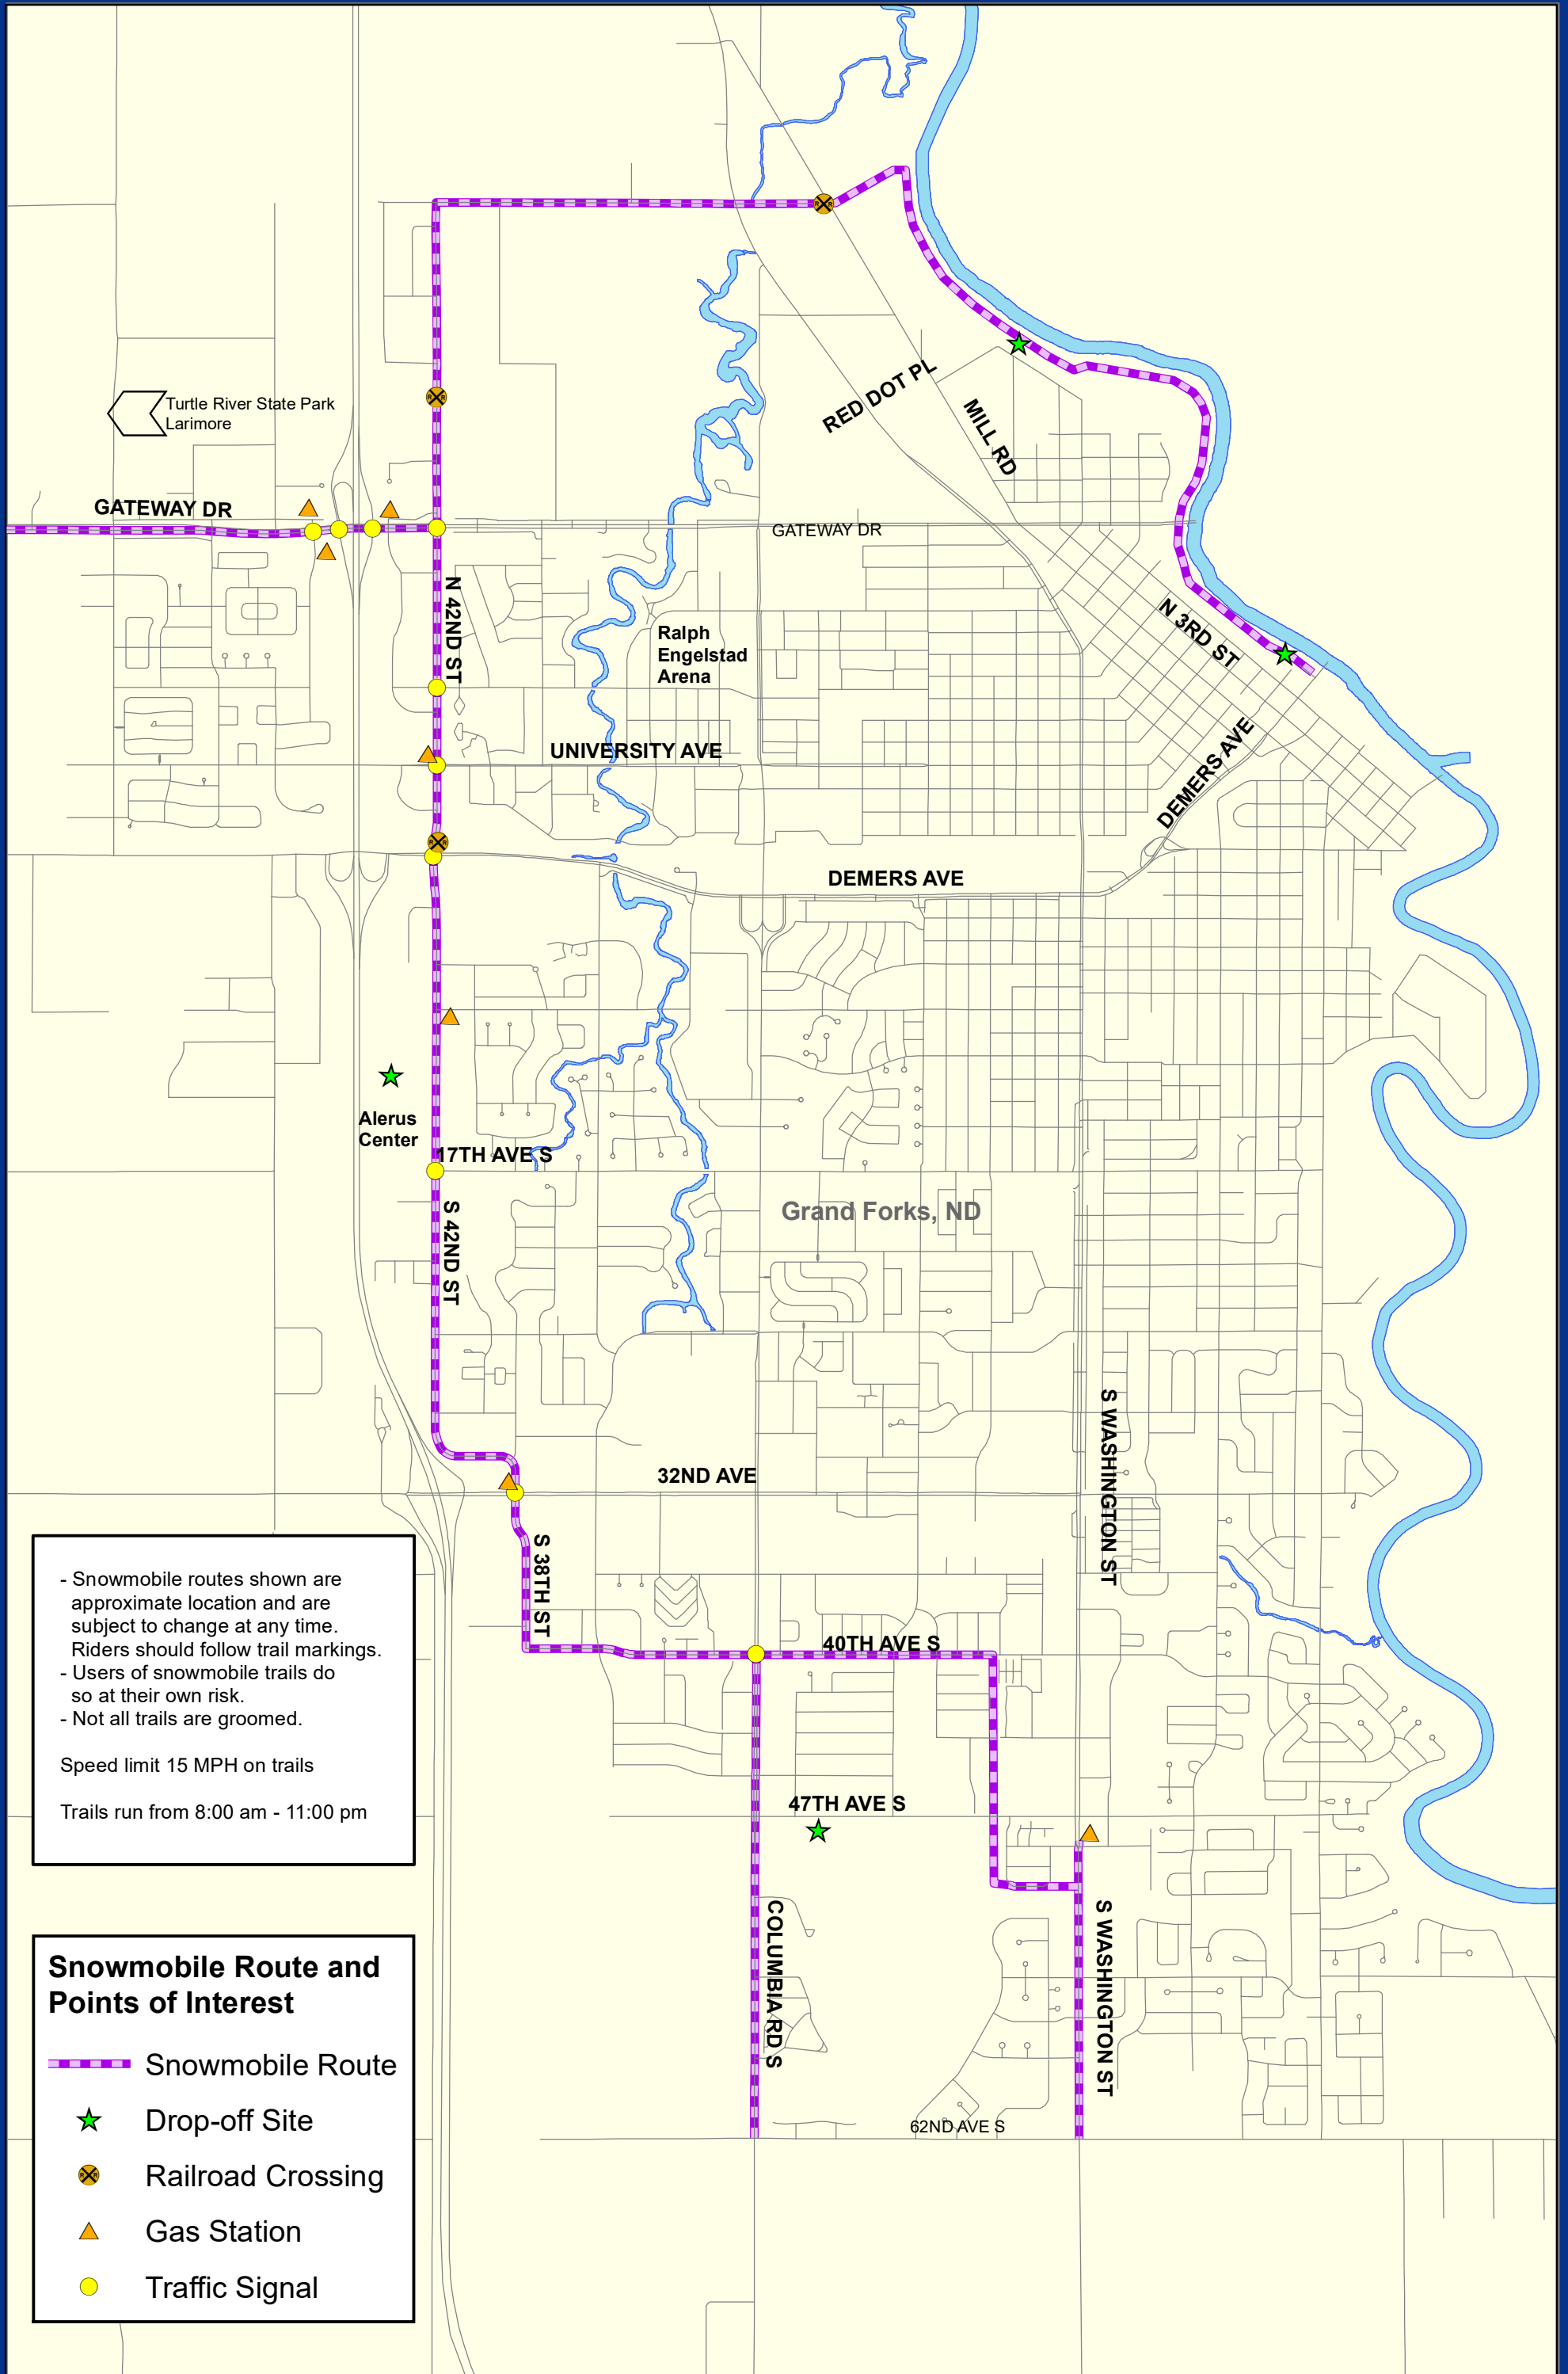 Turtle River State Park
Larimore
GATEWAY DR
RED DOT PL
MILL RD
GATEWAY DR
N 42ND ST
Ralph
Engelstad
Arena
N 3RD ST
UNIVERSITY AVE
DEMERS AVE
DEMERS AVE
Alerus
Center
17TH AVE S
S 42ND ST
Grand Forks, ND
S WASHINGTON ST
32ND AVE
S 38TH ST
40TH AVE S
47TH AVE S
COLUMBIA RD S
S WASHINGTON ST
62ND AVE S
- Snowmobile routes shown are
approximate location and are
subject to change at any time.
Riders should follow trail markings.
- Users of snowmobile trails do
so at their own risk.
- Not all trails are groomed.
Speed limit 15 MPH on trails
Trails run from 8:00 am - 11:00 pm
Snowmobile Route and
Points of Interest
Snowmobile Route
Drop-off Site
Railroad Crossing
Gas Station
Traffic Signal